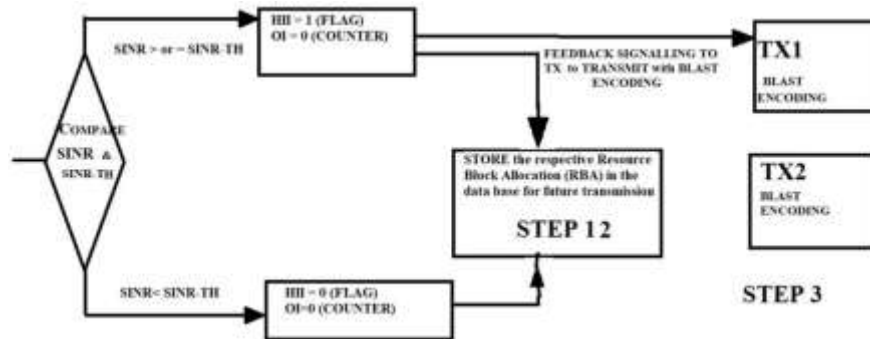 COMPARE
SINR &
SINR-TH
SINR > or = SINR-TH
HII = 1 (FLAG)
OI = 0 (COUNTER)
FEEDBACK SIGNALLING TO
TX to TRANSMIT with BLAST
ENCODING
TX1
BLAST
ENCODING
STORE the respective Resource
Block Allocation (RBA) in the
data base for future transmission
STEP 12
TX2
BLAST
ENCODING
SINR< SINR-TH
HII = 0 (FLAG)
OI=0 (COUNTER)
STEP 3